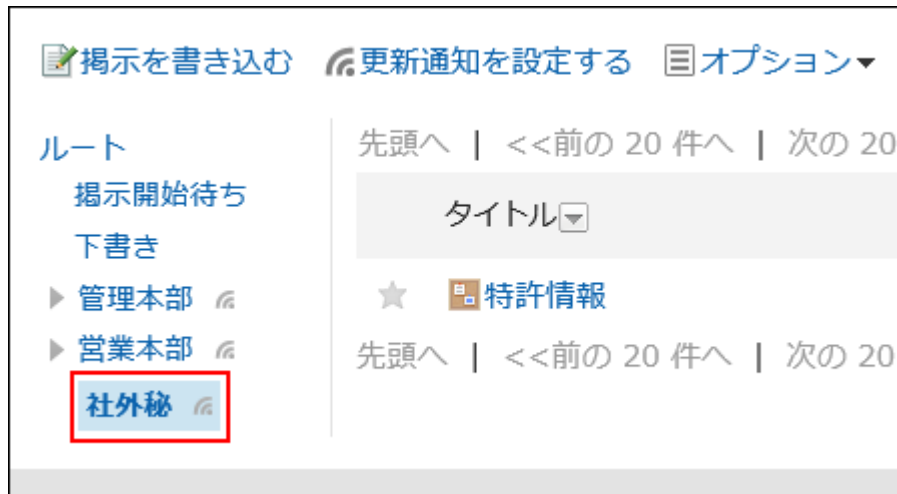 掲示を書き込む 更新通知を設定する オプション▼
ルート
掲示開始待ち
下書き
管理本部
営業本部
社外秘
先頭へ | <<前の 20 件へ | 次の 20
タイトル
特許情報
先頭へ | <<前の 20 件へ | 次の 20